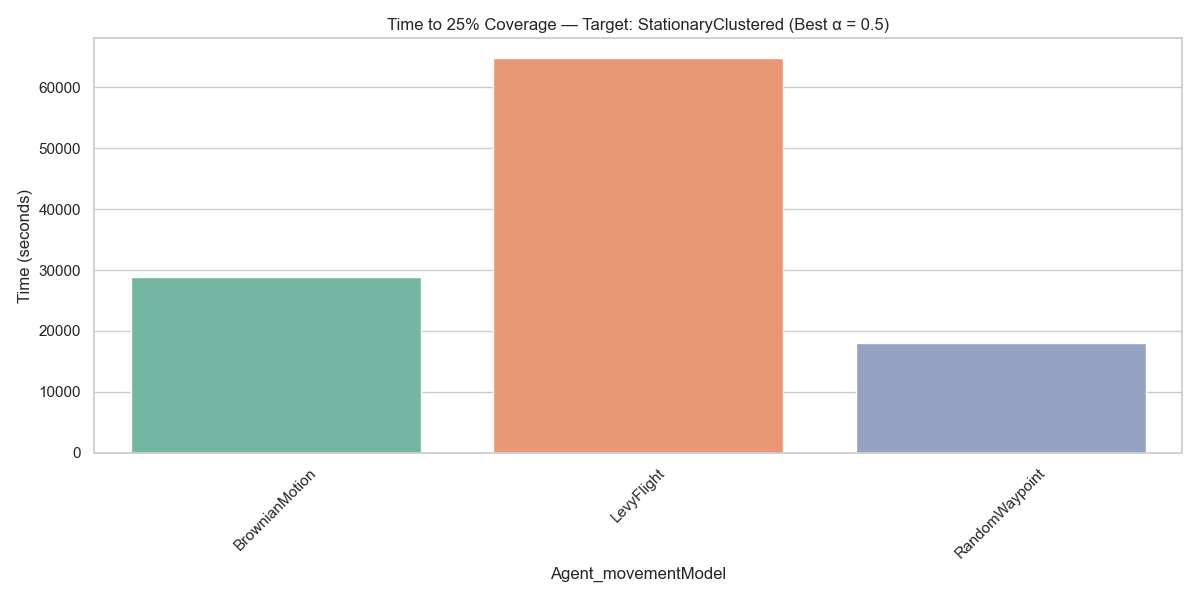 Time to 25% Coverage — Target: StationaryClustered (Best α = 0.5)
Time (seconds)
60000
50000
40000
30000
20000
10000
0
BrownianMotion
LevyFlight
RandomWaypoint
Agent_movementModel